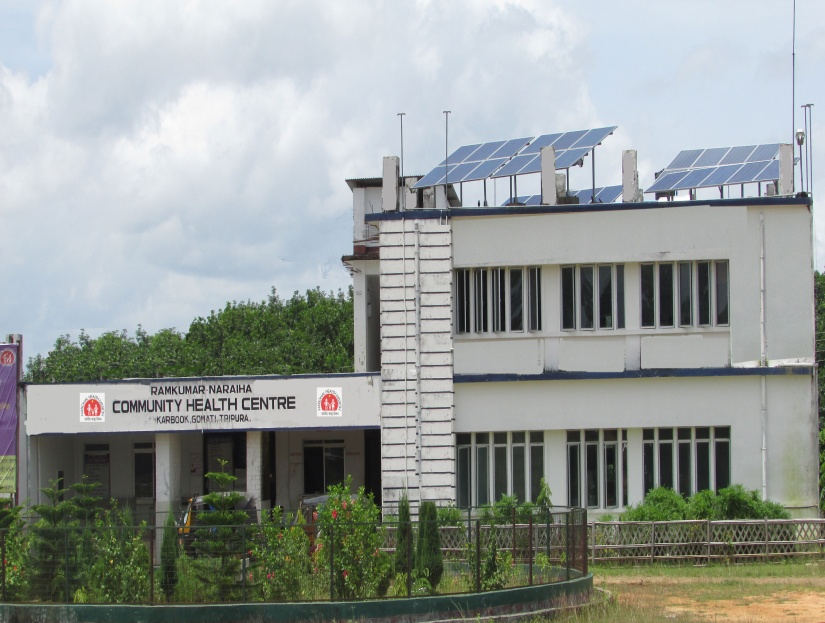 RAMKUMAR NARAIHA
COMMUNITY HEALTH CENTRE
KARBOOK, GOMATI, TRIPURA.